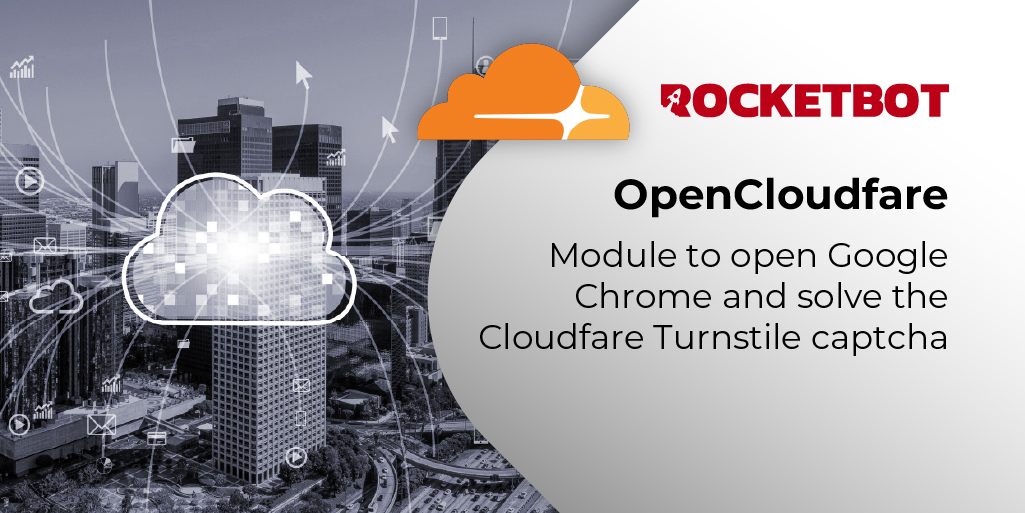 ROCKETBOT
OpenCloudfare
Module to open Google
Chrome and solve the
Cloudfare Turnstile captcha